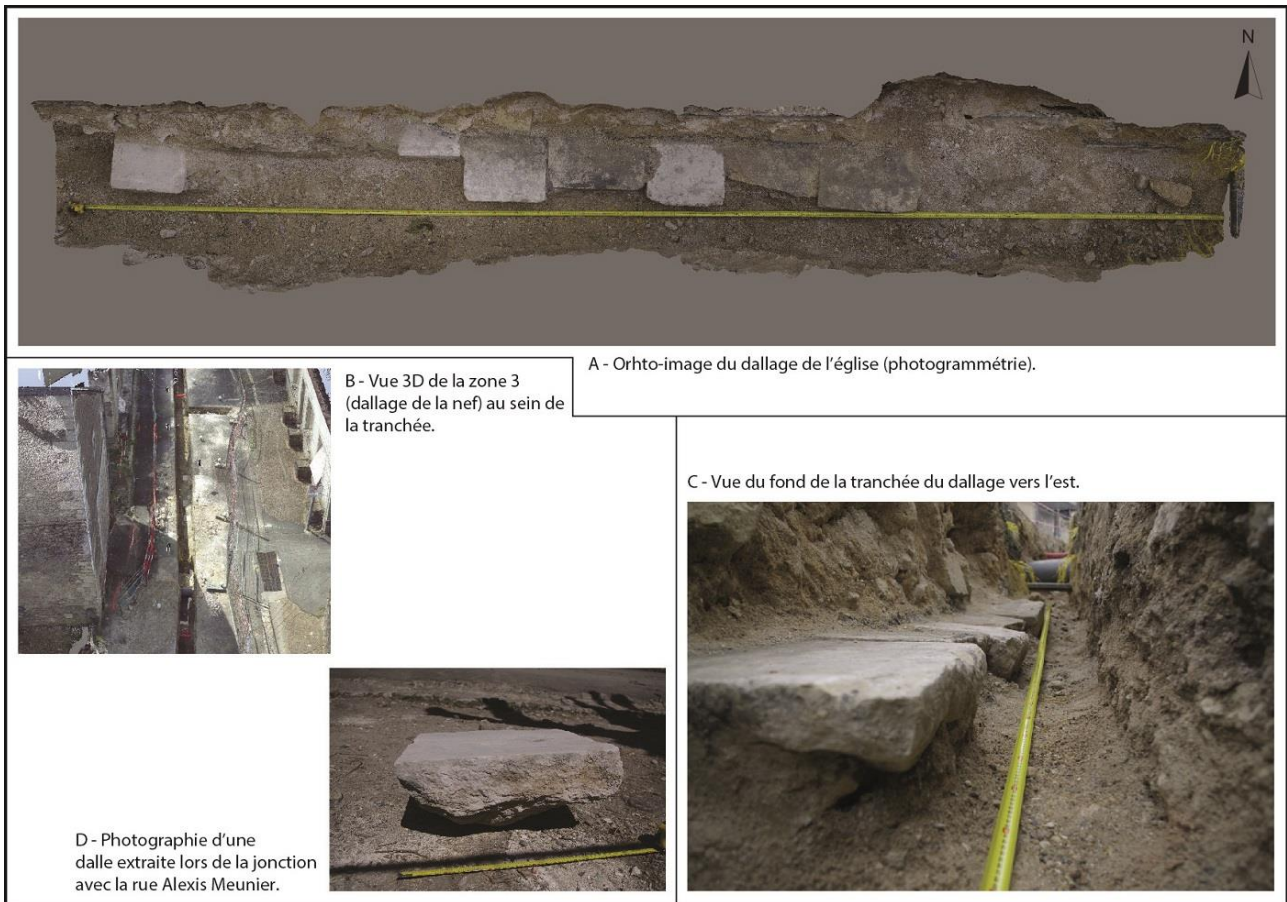 N
A - Orhto-image du dallage de l'église (photogrammétrie).
B - Vue 3D de la zone 3
(dallage de la nef) au sein de
la tranchée.
C - Vue du fond de la tranchée du dallage vers l'est.
D - Photographie d'une
dalle extraite lors de la jonction
avec la rue Alexis Meunier.